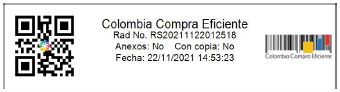 Colombia Compra Eficiente
Rad No. RS20211122012518
Anexos: No Con copia: No
Fecha: 22/11/2021 14:53:23
Colombia Compra Eficiente